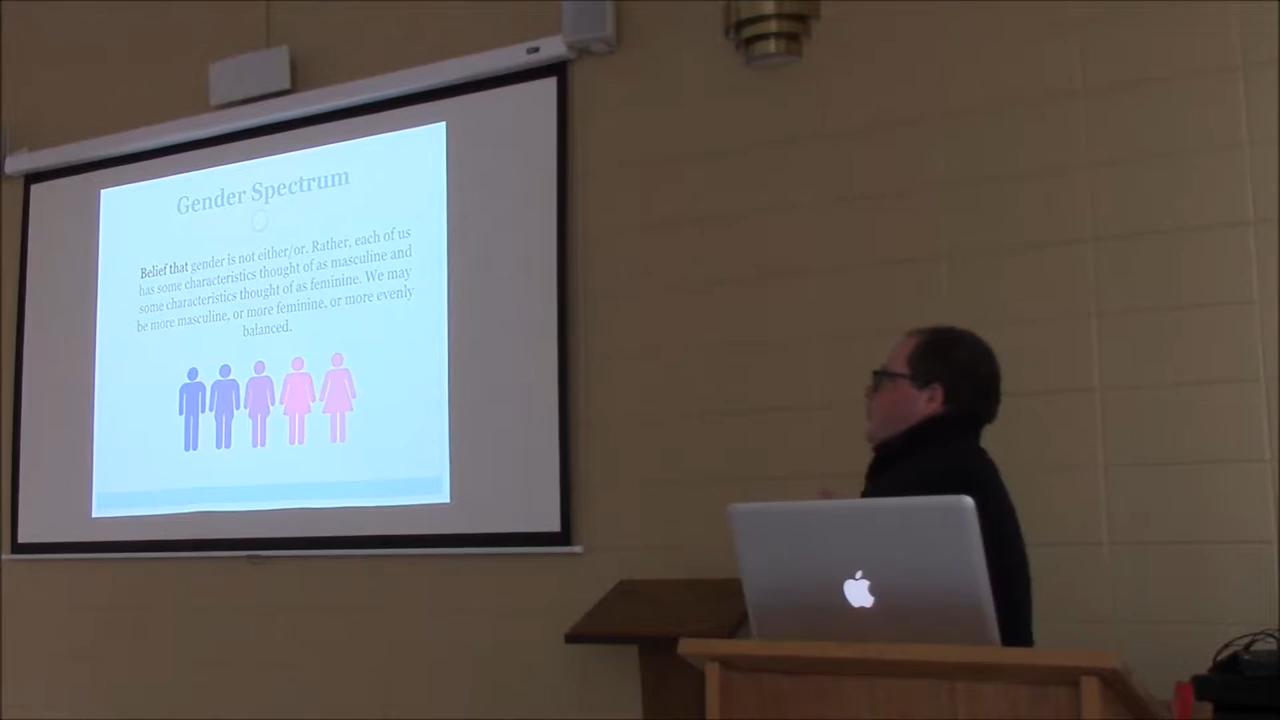 Gender Spectrum
Belief that gender is not either/or. Rather, each of us
has some characteristics thought of as masculine and
some characteristics thought of as feminine. We may
be more masculine, or more feminine, or more evenly
balanced.